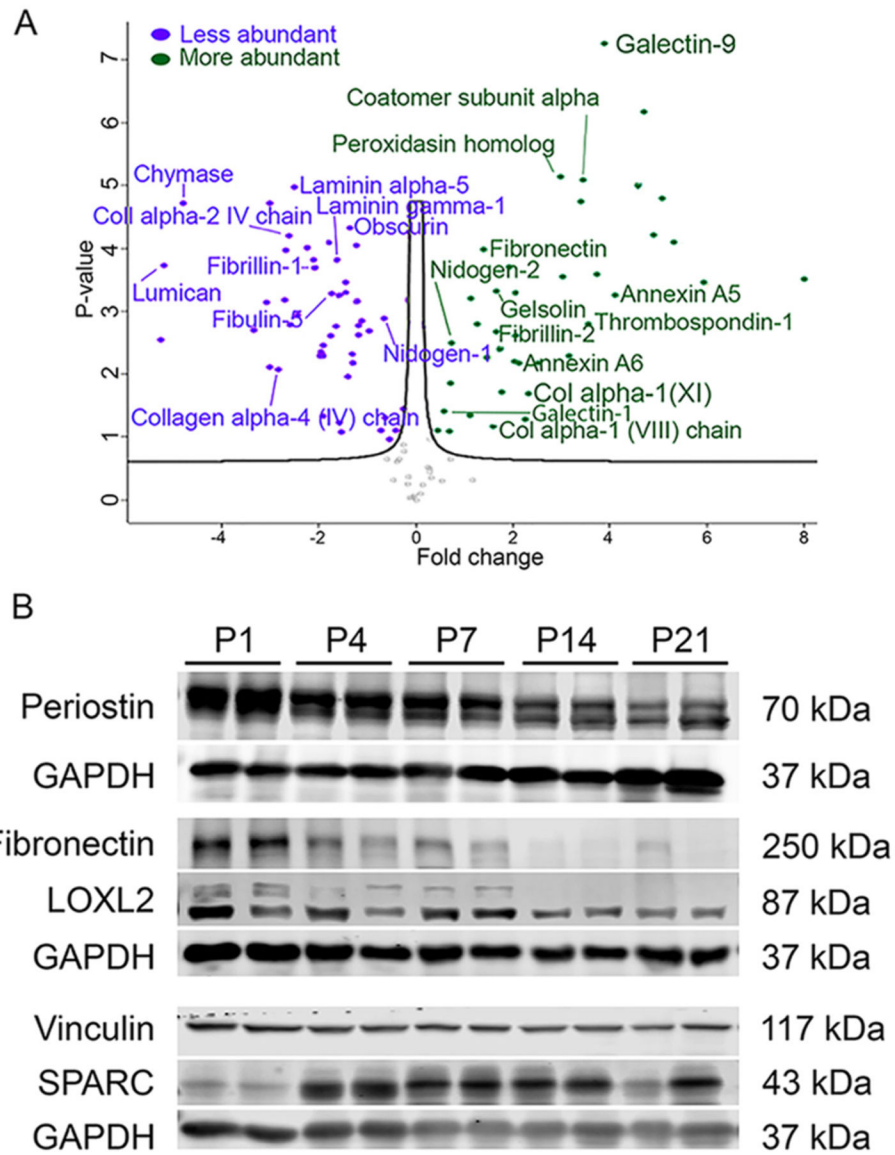 A
Less abundant
More abundant
Galectin-9
Coatomer subunit alpha
Peroxidasin homolog
Chymase
Laminin alpha-5
Laminin gamma-1
Coll alpha-2 IV chain
Obscurin
Fibronectin
Fibrillin-1
Nidogen-2
Lumican
Annexin A5
Gelsolin
Fibulin-5
Thrombospondin-1
Fibrillin-2
Nidogen-1
Annexin A6
Col alpha-1(XI)
Collagen alpha-4 (IV) chain
Galectin-1
Col alpha-1 (VIII) chain
P-value
7
6
5
4
3
2
1
0
-4 -2 0 2 4 6 8
Fold change
B
P1 P4 P7 P14 P21
Periostin 70 kDa
GAPDH 37 kDa
Fibronectin 250 kDa
LOXL2 87 kDa
GAPDH 37 kDa
Vinculin 117 kDa
SPARC 43 kDa
GAPDH 37 kDa